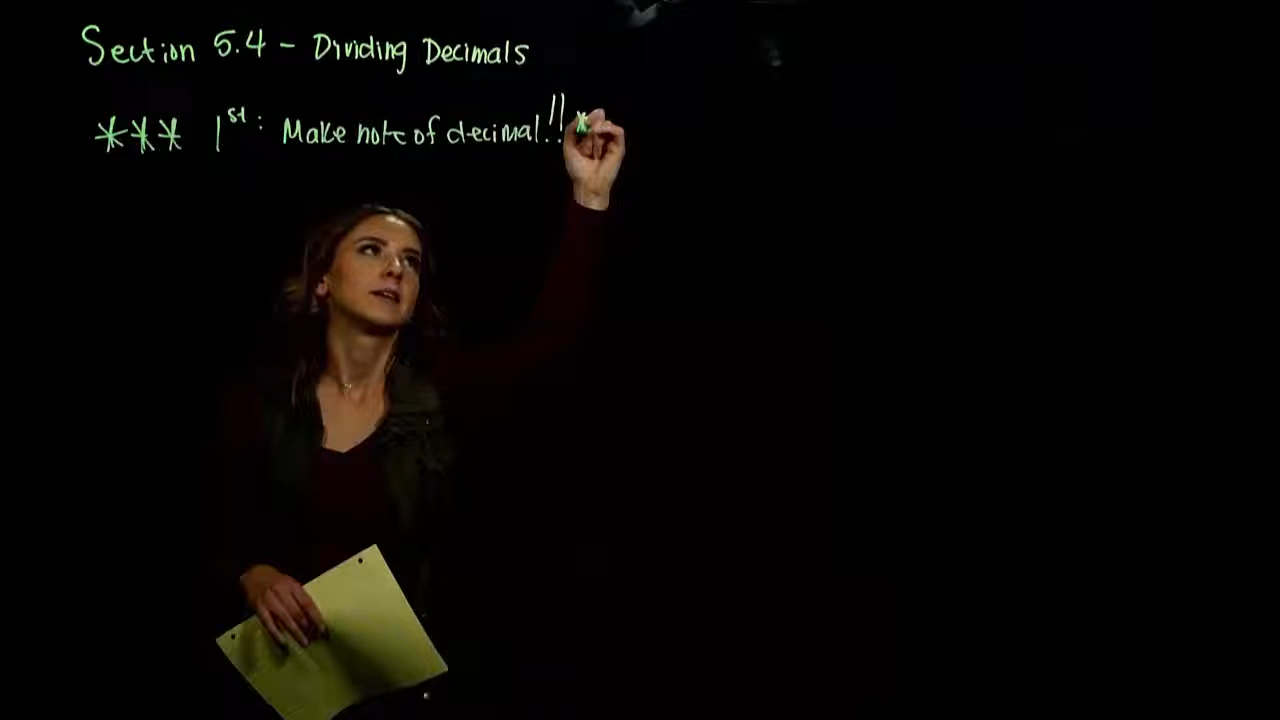 Section 5.4 - Dividing Decimals
*** 1st: Make note of decimal!! *